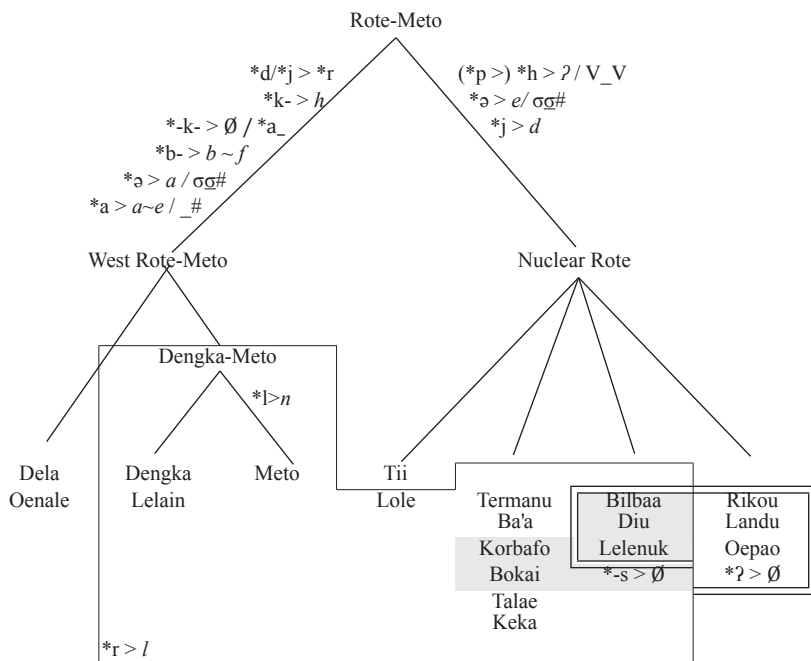 Rote-Meto
*d/*j > *r
*k- > h
*-k- > Ø / *a_
*b- > b ~ f
*ə > a / σσ̲#
*a > a~e / _#
(*p >) *h > ʔ / V_V
*ə > e/ σσ̲#
*j > d
West Rote-Meto
Nuclear Rote
Dengka-Meto
*l>n
Dela
Oenale
Dengka
Lelain
Meto
Tii
Lole
Termanu
Ba'a
Korbafo
Bokai
Talae
Keka
Bilbaa
Diu
Lelenuk
*-s > Ø
Rikou
Landu
Oepao
*ʔ > Ø
*r > l